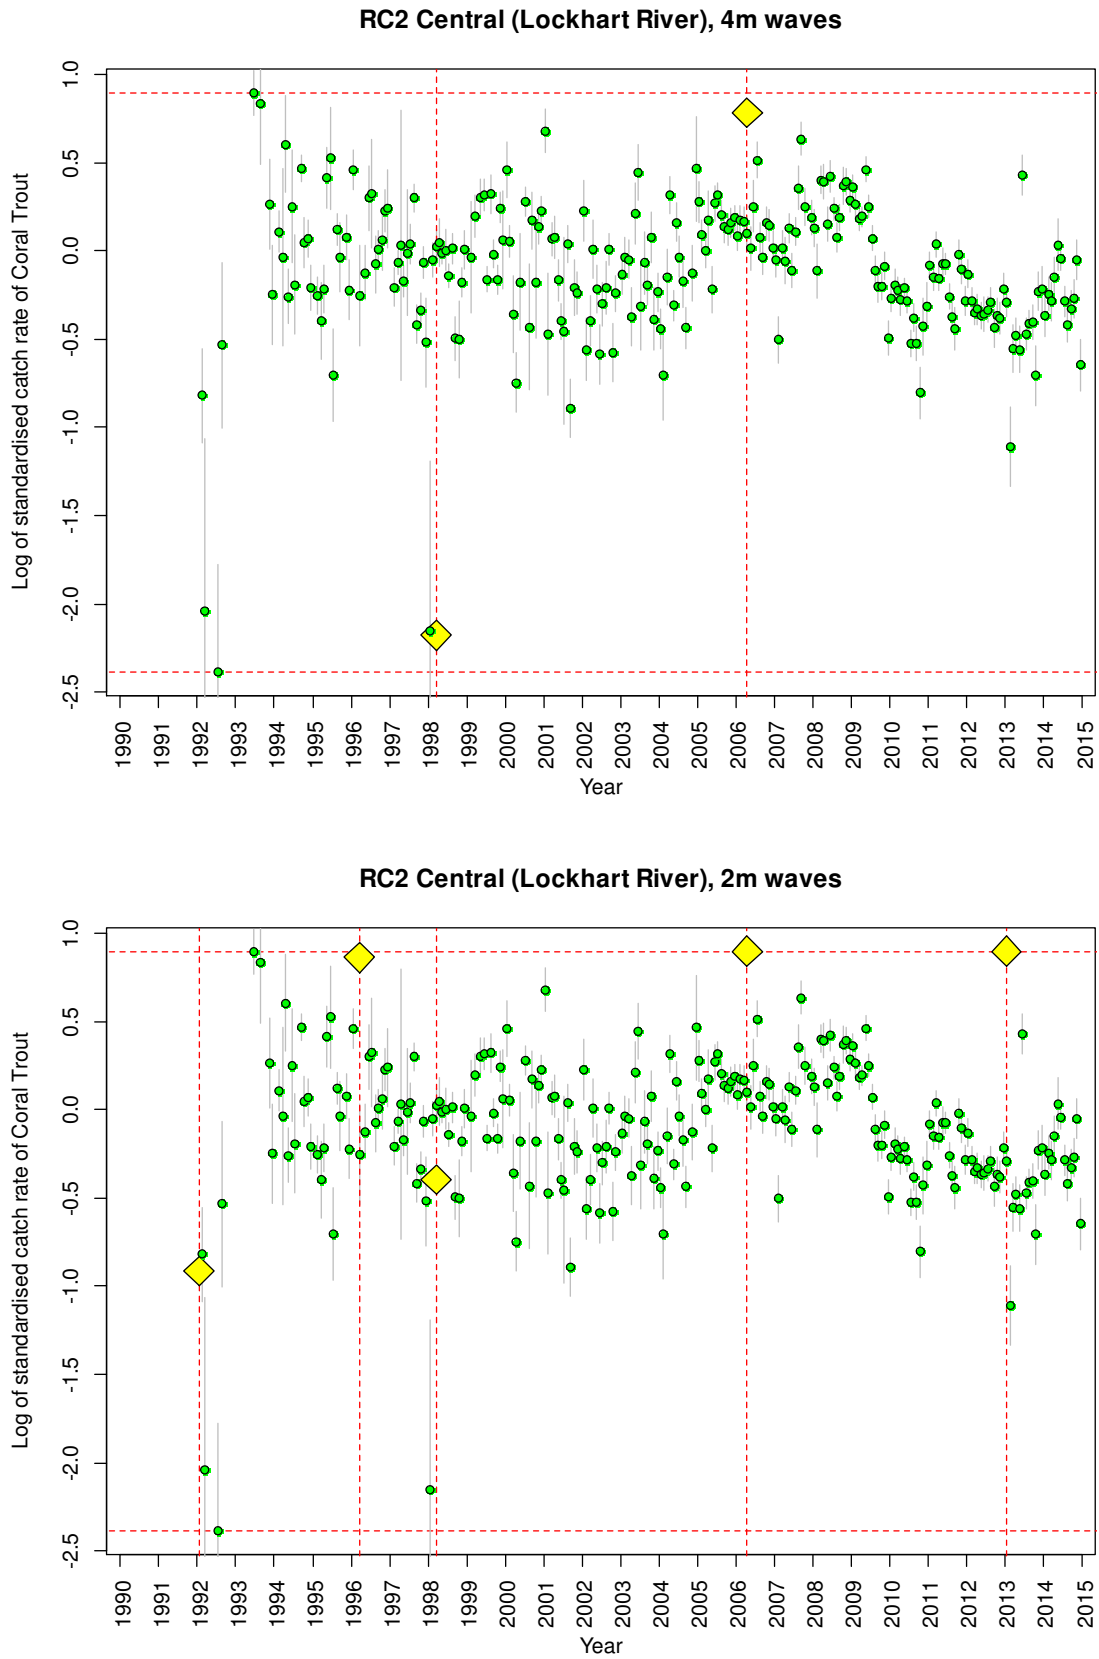 RC2 Central (Lockhart River), 4m waves
Log of standardised catch rate of Coral Trout
1.0
0.5
0.0
-0.5
-1.0
-1.5
-2.0
-2.5
1990 1991 1992 1993 1994 1995 1996 1997 1998 1999 2000 2001 2002 2003 2004 2005 2006 2007 2008 2009 2010 2011 2012 2013 2014 2015
Year
RC2 Central (Lockhart River), 2m waves
Log of standardised catch rate of Coral Trout
1.0
0.5
0.0
-0.5
-1.0
-1.5
-2.0
-2.5
1990 1991 1992 1993 1994 1995 1996 1997 1998 1999 2000 2001 2002 2003 2004 2005 2006 2007 2008 2009 2010 2011 2012 2013 2014 2015
Year